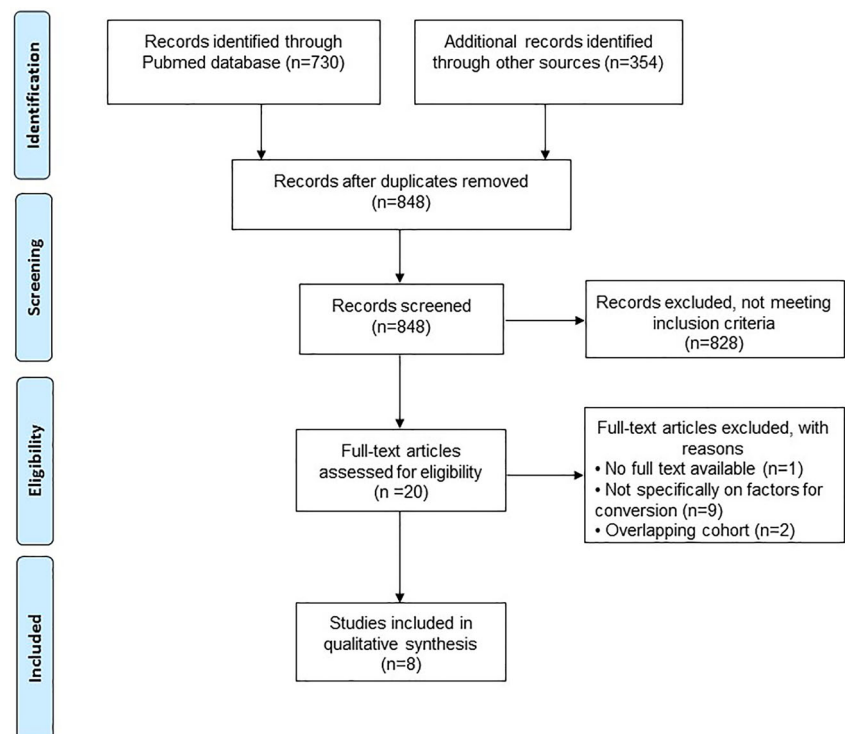 Identification
Records identified through
Pubmed database (n=730)
Additional records identified
through other sources (n=354)
Records after duplicates removed
(n=848)
Screening
Records screened
(n=848)
Records excluded, not meeting
inclusion criteria
(n=828)
Eligibility
Full-text articles
assessed for eligibility
(n =20)
Full-text articles excluded, with
reasons
• No full text available (n=1)
• Not specifically on factors for
conversion (n=9)
• Overlapping cohort (n=2)
Included
Studies included in
qualitative synthesis
(n=8)